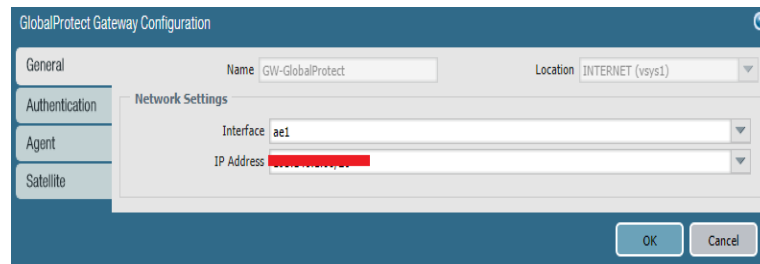 GlobalProtect Gateway Configuration
General
Authentication
Agent
Satellite
Name GW-GlobalProtect Location INTERNET (vsys1)
Network Settings
Interface ae1
IP Address
OK Cancel